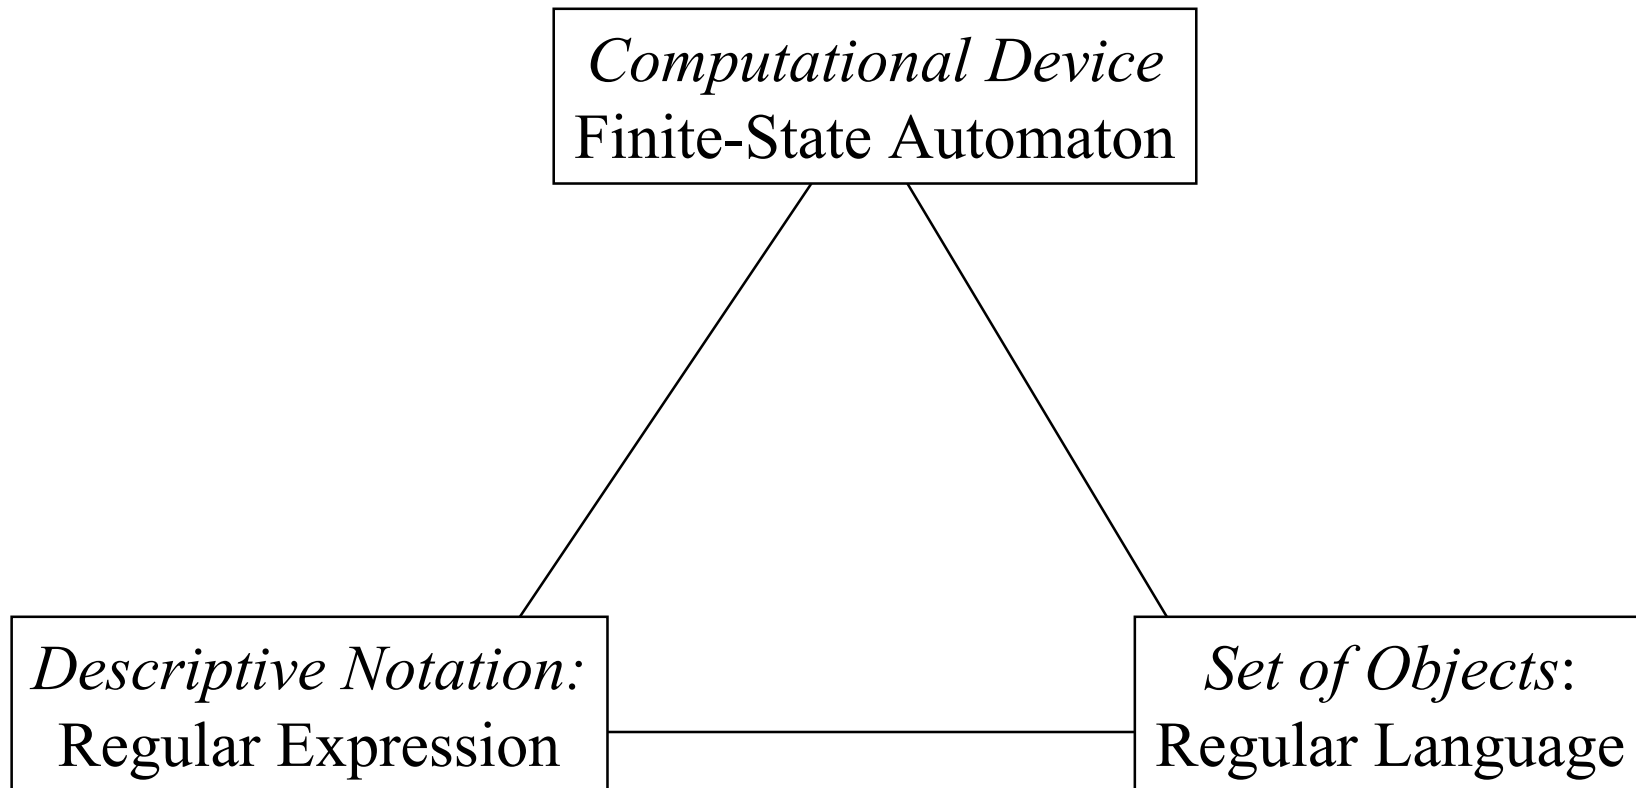 Computational Device
Finite-State Automaton
Descriptive Notation:
Regular Expression
Set of Objects:
Regular Language